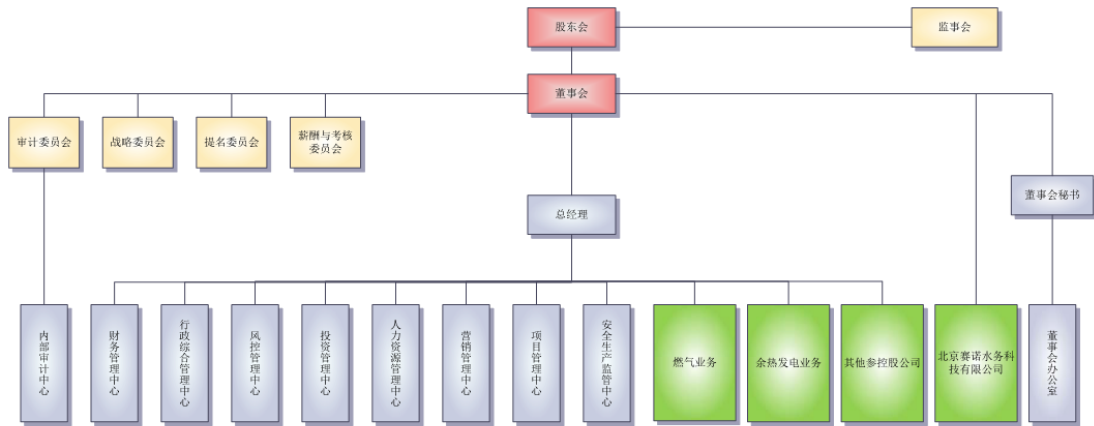 股东会
监事会
董事会
审计委员会
战略委员会
提名委员会
薪酬与考核
委员会
董事会秘书
总经理
内部审计中心
财务管理中心
行政综合管理中心
风控管理中心
投资管理中心
人力资源管理中心
营销管理中心
项目管理中心
安全生产监管中心
燃气业务
余热发电业务
其他参控股公司
北京赛诺水务科
技有限公司
董事会办公室